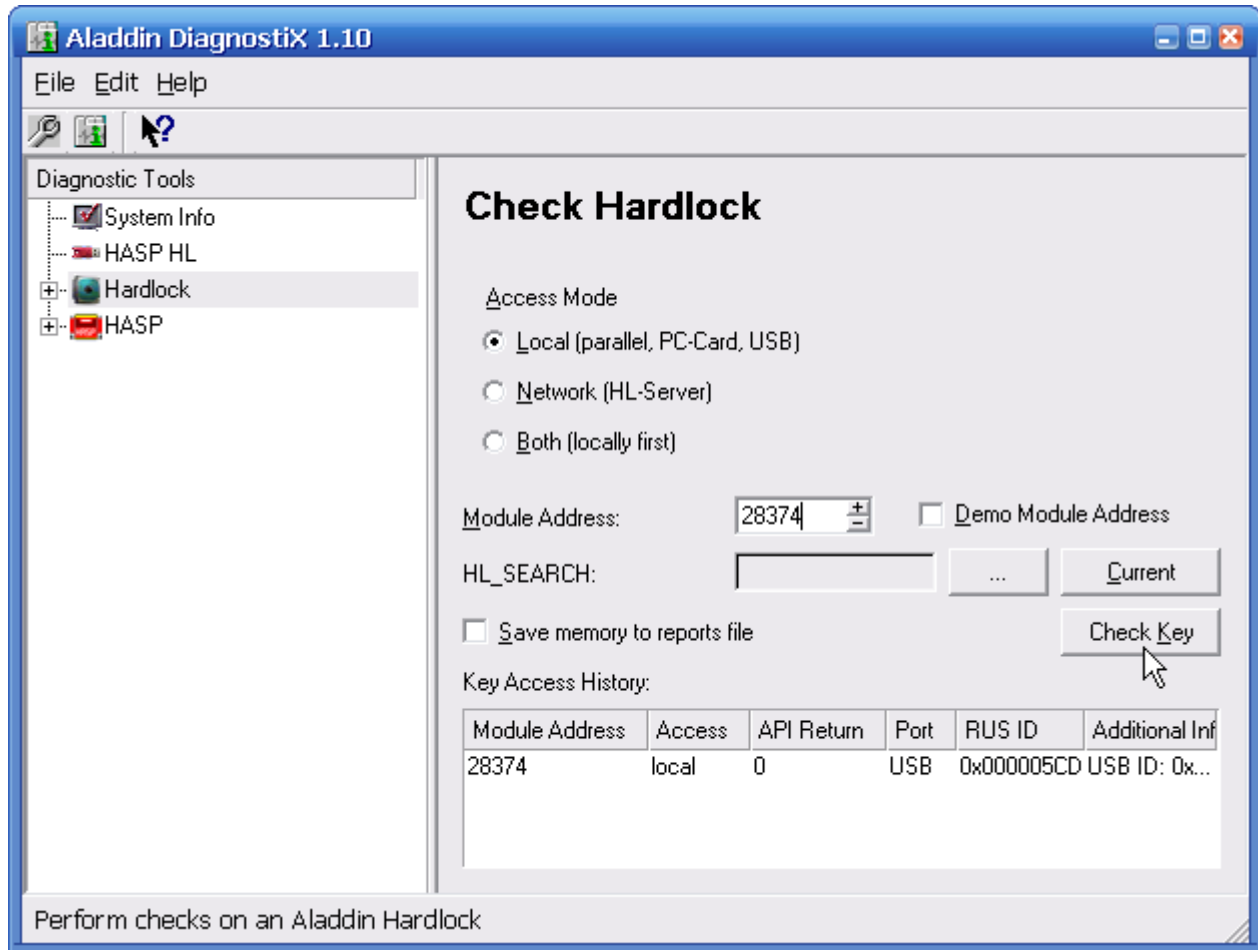 Aladdin DiagnostiX 1.10
File Edit Help
Diagnostic Tools
System Info
HASP HL
Hardlock
HASP
Check Hardlock
Access Mode
Local (parallel, PC-Card, USB)
Network (HL-Server)
Both (locally first)
Module Address: 28374 Demo Module Address
HL_SEARCH: ... Current
Save memory to reports file Check Key
Key Access History:
Module Address Access API Return Port RUS ID Additional Inf
28374 local 0 USB 0x000005CD USB ID: 0x...
Perform checks on an Aladdin Hardlock